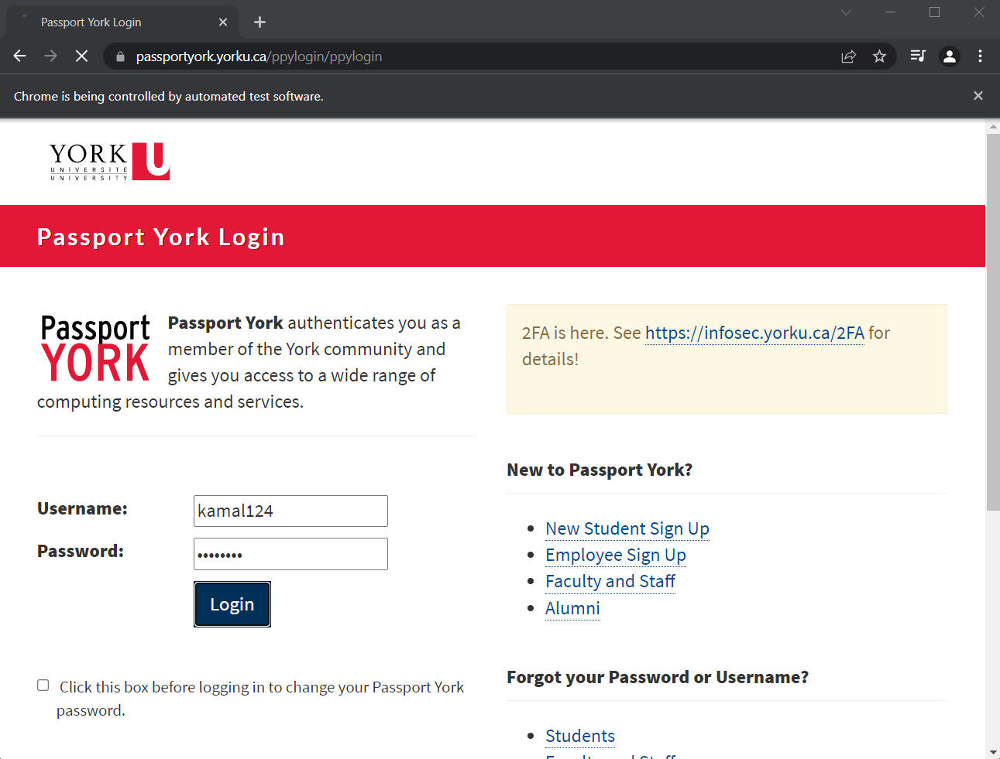 Passport York Login
passportyork.yorku.ca/ppylogin/ppylogin
Chrome is being controlled by automated test software.
YORK U
UNIVERSITÉ
UNIVERSITY
Passport York Login
Passport
YORK
Passport York authenticates you as a
member of the York community and
gives you access to a wide range of
computing resources and services.
Username:
kamal124
Password:
••••••••
Login
Click this box before logging in to change your Passport York
password.
2FA is here. See https://infosec.yorku.ca/2FA for
details!
New to Passport York?
New Student Sign Up
Employee Sign Up
Faculty and Staff
Alumni
Forgot your Password or Username?
Students
Faculty and Staff